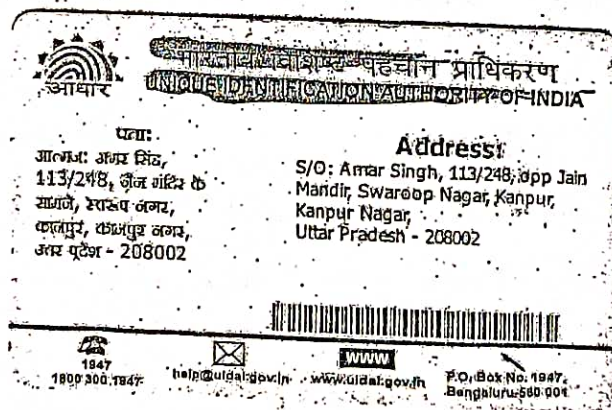 भारतीय विशिष्ट पहचान प्राधिकरण
आधार
UNIQUE IDENTIFICATION AUTHORITY OF INDIA
पता:
आत्मज: अमर सिंह,
113/248, जैन मंदिर के
सामने, स्वरूप नगर,
कानपुर, कानपुर नगर,
उत्तर प्रदेश - 208002
Address:
S/O: Amar Singh, 113/248, opp Jain
Mandir, Swaroop Nagar, Kanpur,
Kanpur Nagar,
Uttar Pradesh - 208002
1947
1800 300 1947
help@uidai.gov.in
WWW
www.uidai.gov.in
P.O. Box No. 1947,
Bengaluru-560 001